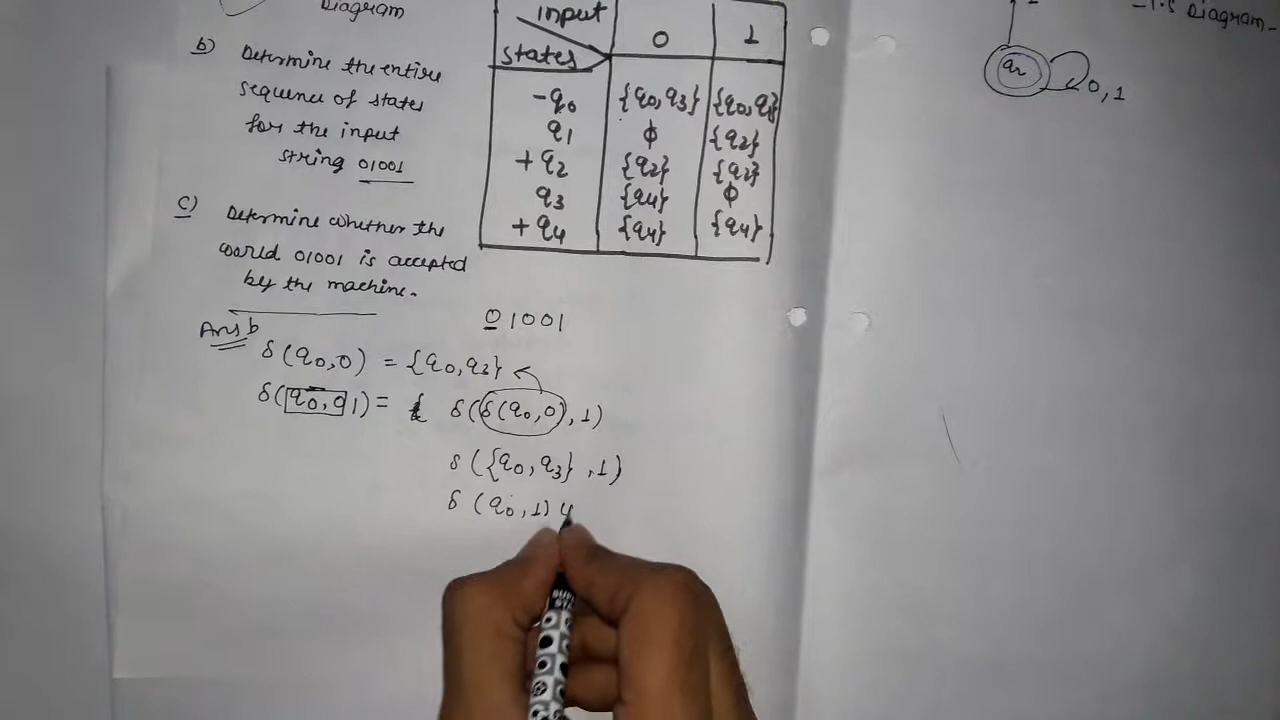 Diagram
b) Determine the entire
sequence of states
for the input
string 01001
c) Determine whether the
world 01001 is accepted
by the machine.
input 0 1
states
-q0 {q0,q3} {q0,q1}
q1 ϕ {q2}
+q2 {q2} {q2}
q3 {q4} ϕ
+q4 {q4} {q4}
-T.S Diagram-
q2
0,1
Ans b
01001
δ(q0,0) = {q0,q3}
δ(q0,01) = δ(δ(q0,0),1)
δ({q0,q3},1)
δ(q0,1) U